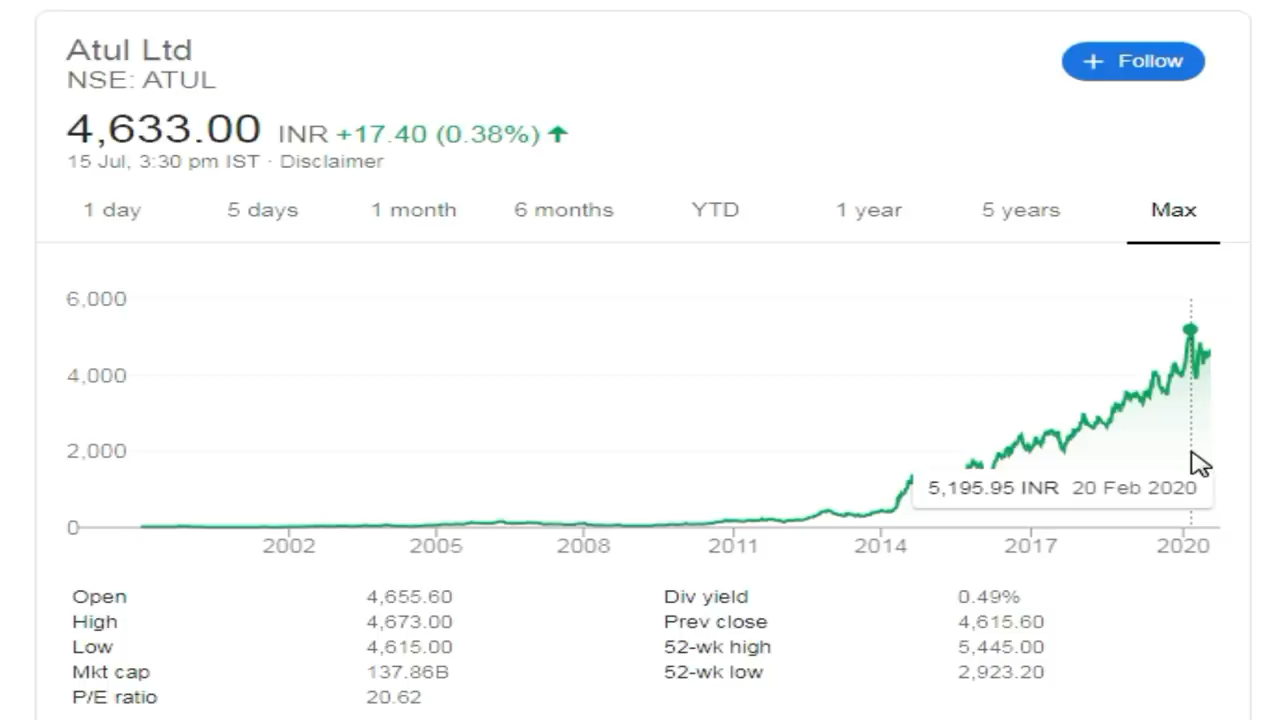 Atul Ltd
NSE: ATUL
+ Follow
4,633.00 INR +17.40 (0.38%)
15 Jul, 3:30 pm IST · Disclaimer
1 day 5 days 1 month 6 months YTD 1 year 5 years Max
6,000
4,000
2,000
5,195.95 INR 20 Feb 2020
0
2002 2005 2008 2011 2014 2017 2020
Open 4,655.60 Div yield 0.49%
High 4,673.00 Prev close 4,615.60
Low 4,615.00 52-wk high 5,445.00
Mkt cap 137.86B 52-wk low 2,923.20
P/E ratio 20.62